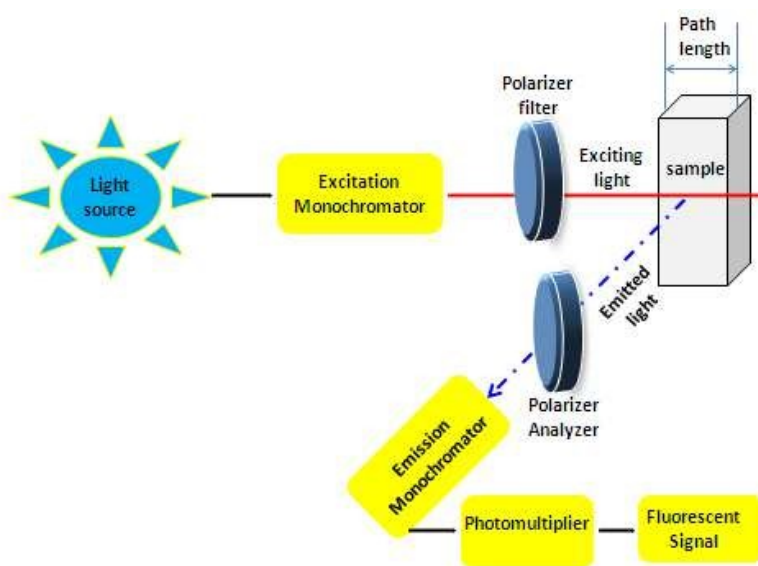 Path
length
Polarizer
filter
Exciting
light
sample
Light
source
Excitation
Monochromator
Emitted
light
Polarizer
Analyzer
Emission
Monochromator
Photomultiplier
Fluorescent
Signal